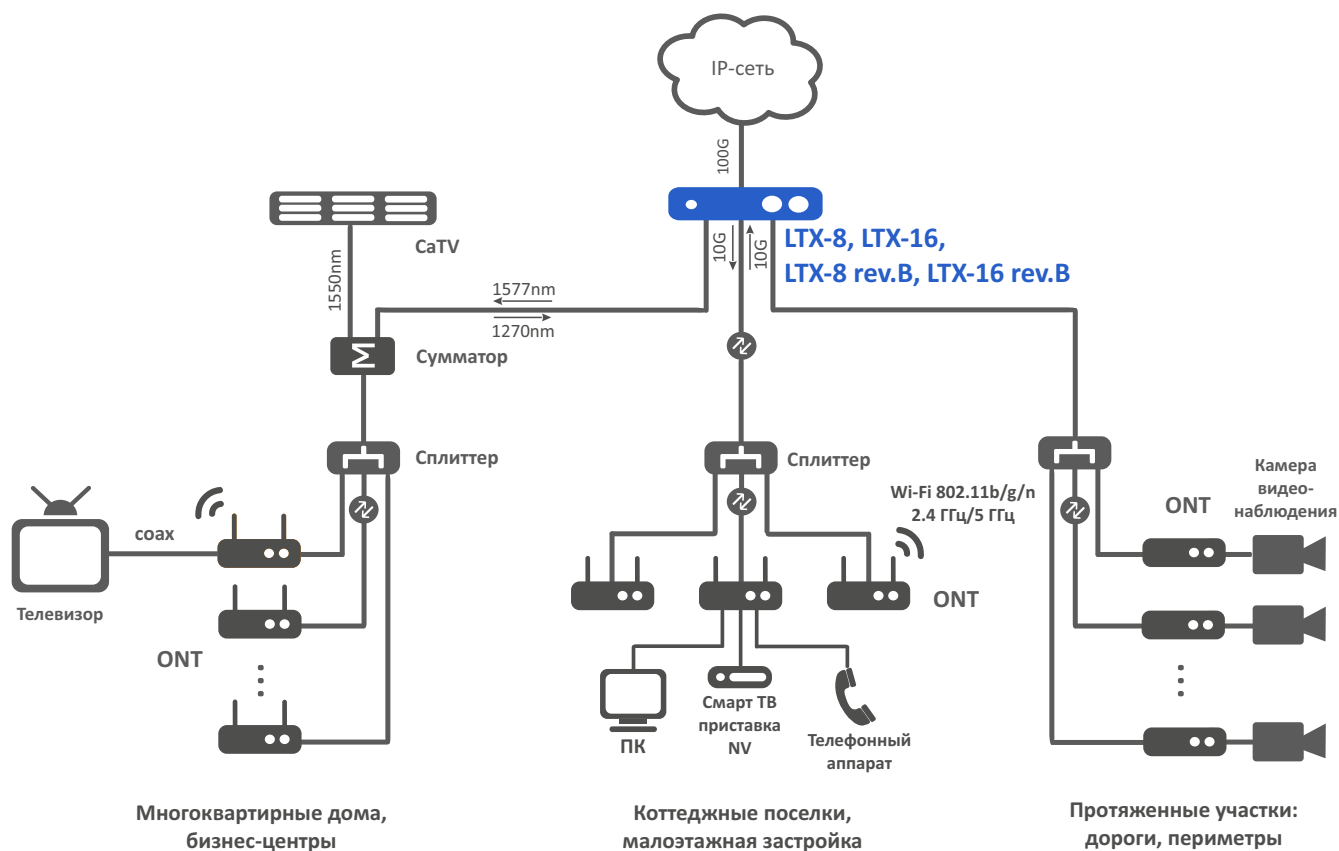 IP-сеть
100G
CaTV
10G
10G
LTX-8, LTX-16,
LTX-8 rev.B, LTX-16 rev.B
1550nm
1577nm
1270nm
M
Сумматор
Сплиттер
Сплиттер
Wi-Fi 802.11b/g/n
2.4 ГГц/5 ГГц
Камера
видео-
наблюдения
ONT
coax
Телевизор
ONT
ONT
ПК
Смарт ТВ
приставка
NV
Телефонный
аппарат
Многоквартирные дома,
бизнес-центры
Коттеджные поселки,
малоэтажная застройка
Протяженные участки:
дороги, периметры